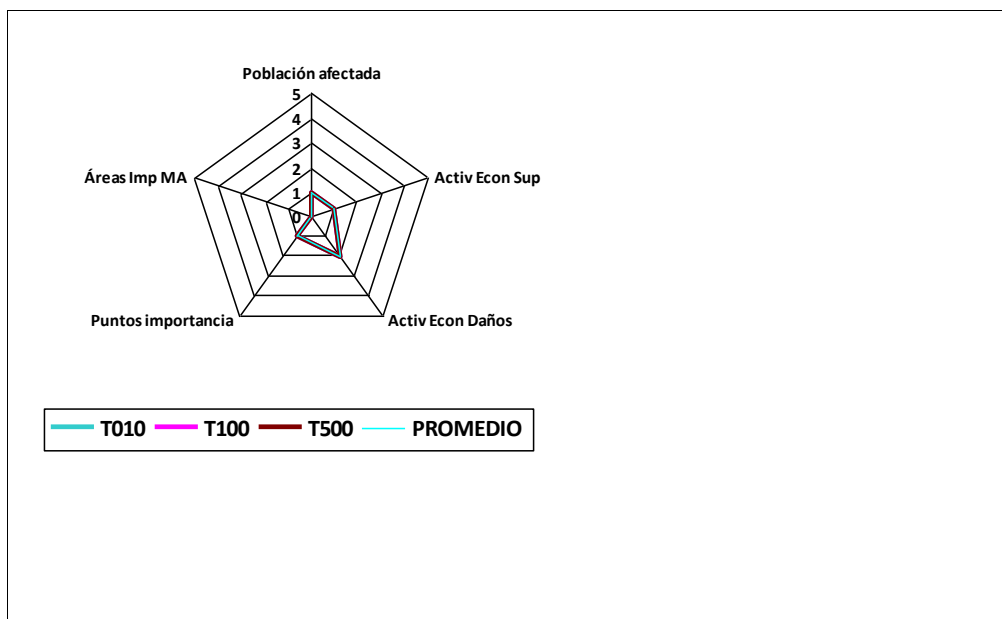 Población afectada
5
4
3
2
1
0
Áreas Imp MA
Activ Econ Sup
Puntos importancia
Activ Econ Daños
T010 T100 T500 PROMEDIO